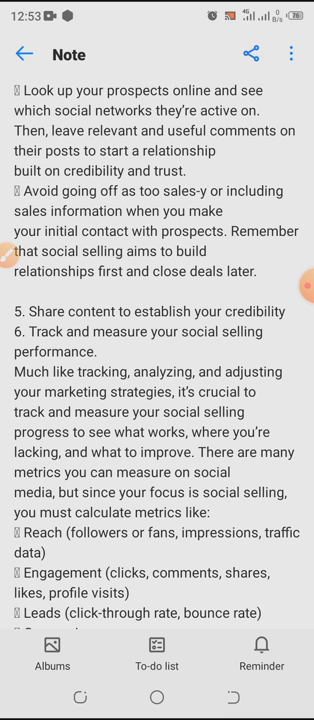 12:53
4G
0 B/s
78
Note
Look up your prospects online and see
which social networks they’re active on.
Then, leave relevant and useful comments on
their posts to start a relationship
built on credibility and trust.
Avoid going off as too sales-y or including
sales information when you make
your initial contact with prospects. Remember
that social selling aims to build
relationships first and close deals later.
5. Share content to establish your credibility
6. Track and measure your social selling
performance.
Much like tracking, analyzing, and adjusting
your marketing strategies, it’s crucial to
track and measure your social selling
progress to see what works, where you’re
lacking, and what to improve. There are many
metrics you can measure on social
media, but since your focus is social selling,
you must calculate metrics like:
Reach (followers or fans, impressions, traffic
data)
Engagement (clicks, comments, shares,
likes, profile visits)
Leads (click-through rate, bounce rate)
Albums
To-do list
Reminder